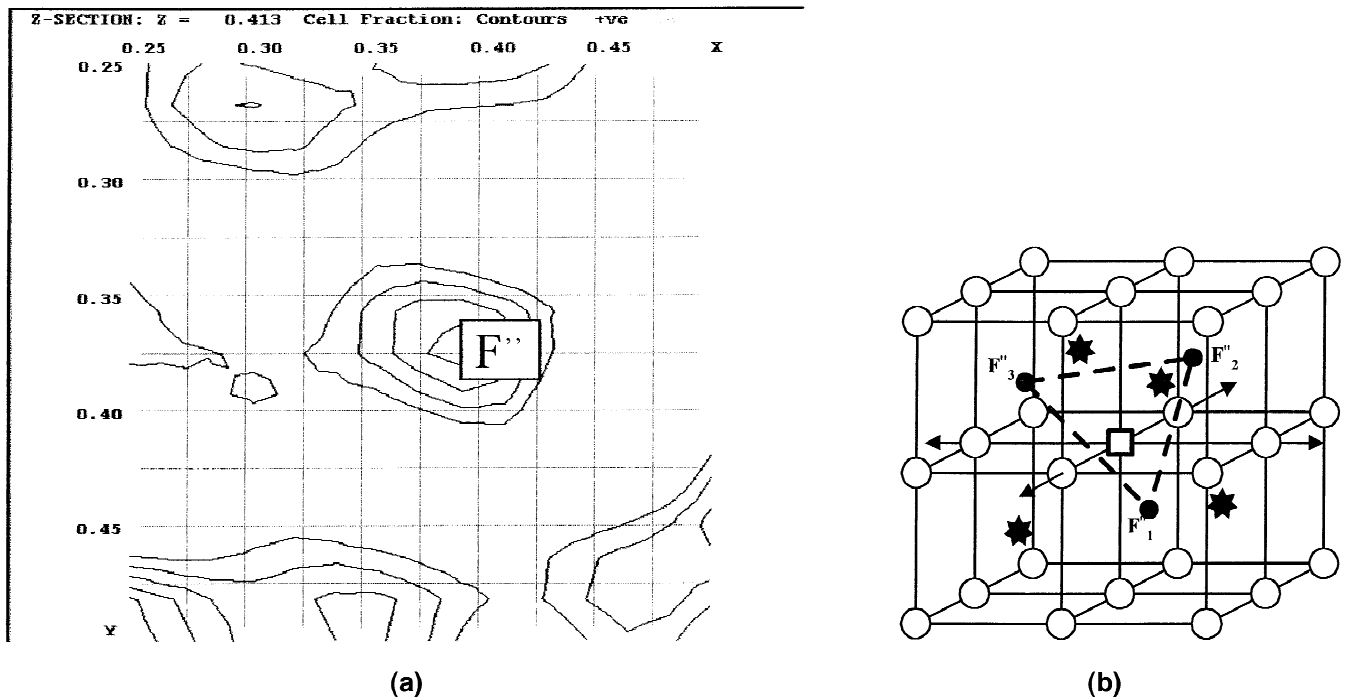 Z-SECTION: Z = 0.413 Cell Fraction: Contours +ve
0.25 0.30 0.35 0.40 0.45 X
0.25
0.30
0.35
0.40
0.45
Y
F''
F''3
F''2
F''1
(a)
(b)